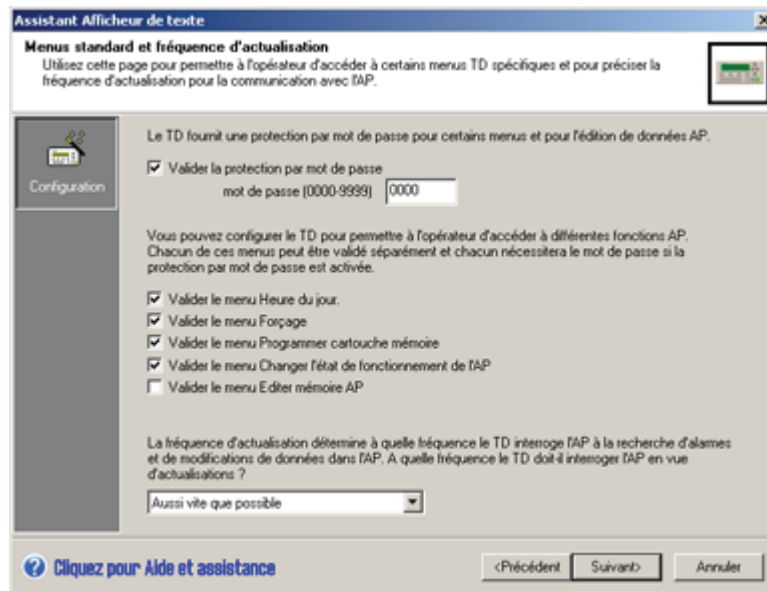 Assistant Afficheur de texte
Menus standard et fréquence d'actualisation
Utilisez cette page pour permettre à l'opérateur d'accéder à certains menus TD spécifiques et pour préciser la
fréquence d'actualisation pour la communication avec l'AP.
Configuration
Le TD fournit une protection par mot de passe pour certains menus et pour l'édition de données AP.
Valider la protection par mot de passe
mot de passe (0000-9999) 0000
Vous pouvez configurer le TD pour permettre à l'opérateur d'accéder à différentes fonctions AP.
Chacun de ces menus peut être validé séparément et chacun nécessitera le mot de passe si la
protection par mot de passe est activée.
Valider le menu Heure du jour.
Valider le menu Forçage
Valider le menu Programmer cartouche mémoire
Valider le menu Changer l'état de fonctionnement de l'AP
Valider le menu Editer mémoire AP
La fréquence d'actualisation détermine à quelle fréquence le TD interroge l'AP à la recherche d'alarmes
et de modifications de données dans l'AP. A quelle fréquence le TD doit-il interroger l'AP en vue
d'actualisations ?
Aussi vite que possible
Cliquez pour Aide et assistance
<Précédent Suivant> Annuler